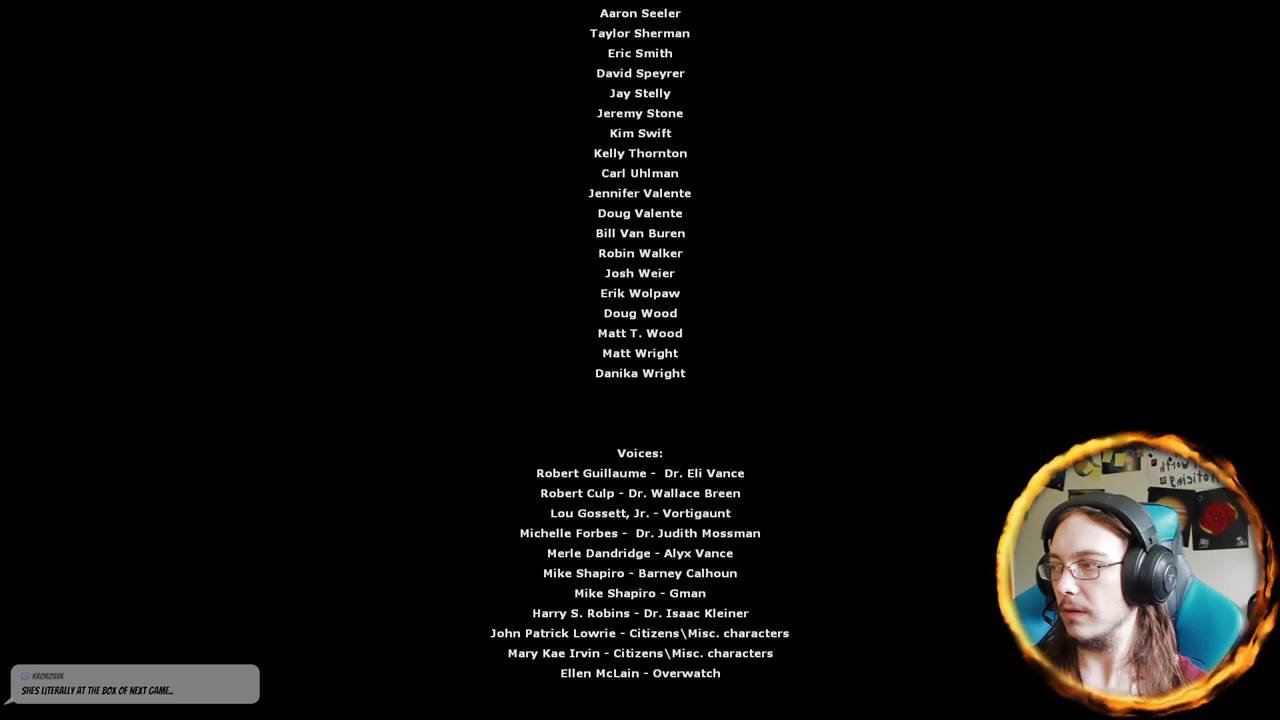 Aaron Seeler
Taylor Sherman
Eric Smith
David Speyrer
Jay Stelly
Jeremy Stone
Kim Swift
Kelly Thornton
Carl Uhlman
Jennifer Valente
Doug Valente
Bill Van Buren
Robin Walker
Josh Weier
Erik Wolpaw
Doug Wood
Matt T. Wood
Matt Wright
Danika Wright
Voices:
Robert Guillaume - Dr. Eli Vance
Robert Culp - Dr. Wallace Breen
Lou Gossett, Jr. - Vortigaunt
Michelle Forbes - Dr. Judith Mossman
Merle Dandridge - Alyx Vance
Mike Shapiro - Barney Calhoun
Mike Shapiro - Gman
Harry S. Robins - Dr. Isaac Kleiner
John Patrick Lowrie - Citizens\Misc. characters
Mary Kae Irvin - Citizens\Misc. characters
Ellen McLain - Overwatch
SHES LITERALLY AT THE BOX OF NEXT GAME..